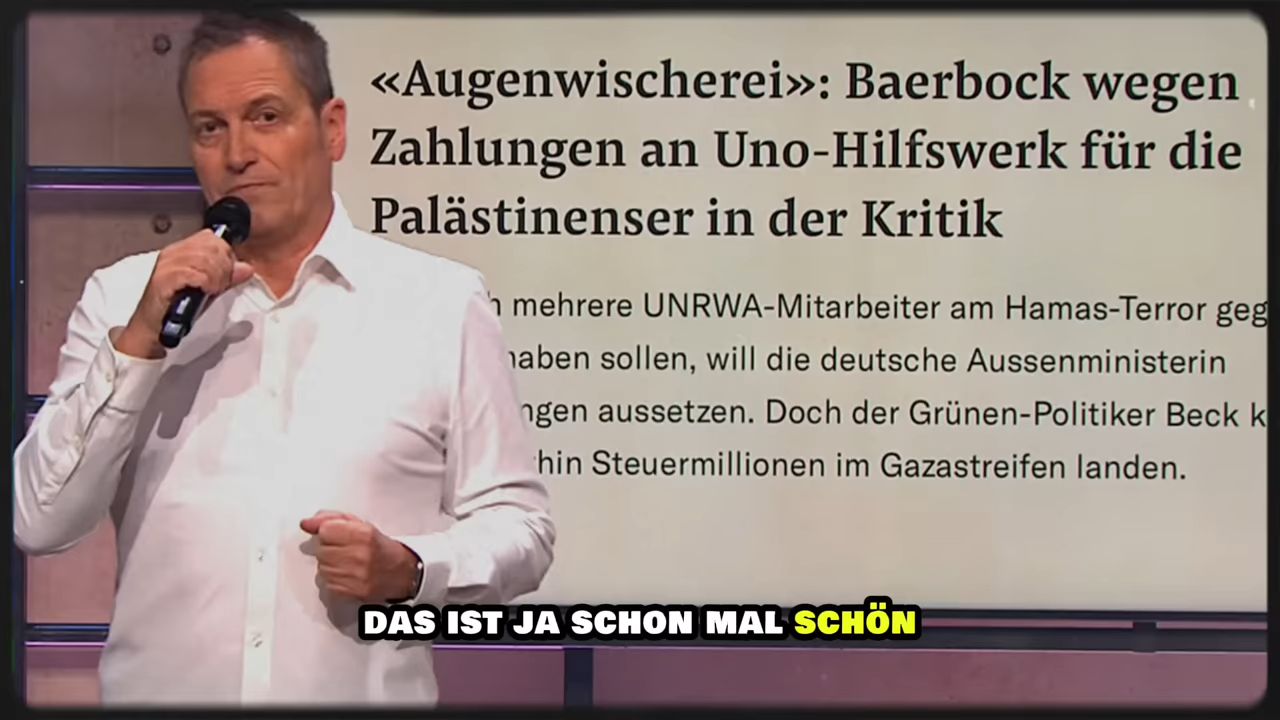 «Augenwischerei»: Baerbock wegen
Zahlungen an Uno-Hilfswerk für die
Palästinenser in der Kritik
mehrere UNRWA-Mitarbeiter am Hamas-Terror
sollen, will die deutsche Aussenministerin
aussetzen. Doch der Grünen-Politiker Beck
Steuermillionen im Gazastreifen landen.
DAS IST JA SCHON MAL SCHÖN